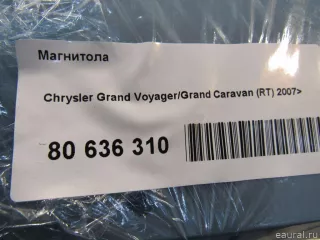 Магнитола
Chrysler Grand Voyager/Grand Caravan (RT) 2007>
80 636 310
eaural.ru